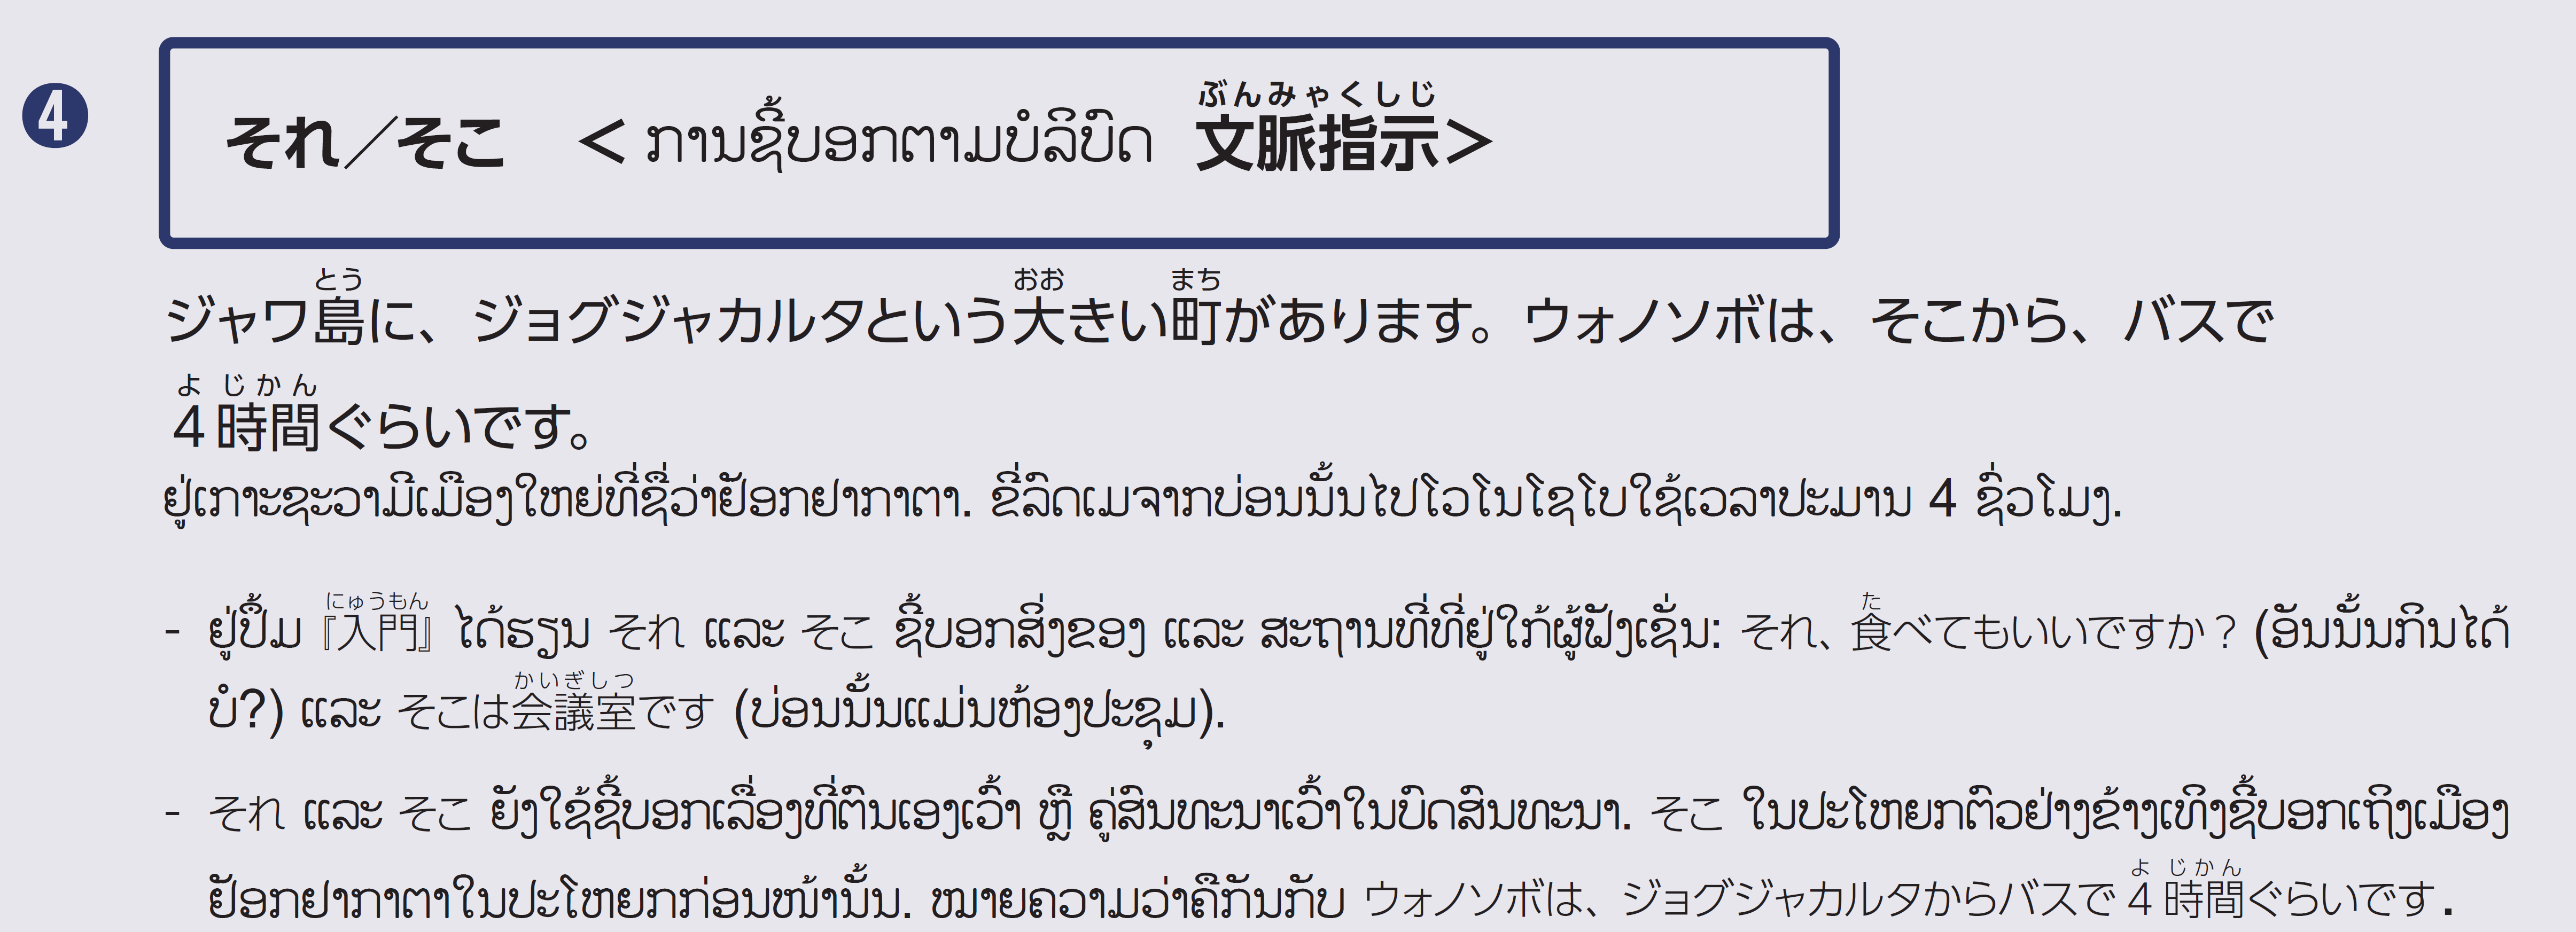 4
ぶんみゃくしじ
それ／そこ ＜ ການຊີ້ບອກຕາມບໍລິບົດ 文脈指示＞
とう おお まち
ジャワ島に、ジョグジャカルタという大きい町があります。ウォノソボは、そこから、バスで
よ じかん
4時間ぐらいです。
ຢູ່ເກາະຊະວາມີເມືອງໃຫຍ່ທີ່ຊື່ວ່າຢັອກຢາກາຕາ. ຂີ່ລົດເມຈາກບ່ອນນັ້ນໄປໂວໂນໂຊໂບໃຊ້ເວລາປະມານ 4 ຊົ່ວໂມງ.
にゅうもん た
- ຢູ່ປຶ້ມ 『入門』 ໄດ້ຮຽນ それ ແລະ そこ ຊີ້ບອກສິ່ງຂອງ ແລະ ສະຖານທີ່ທີ່ຢູ່ໃກ້ຜູ້ຟັງເຊັ່ນ: それ、食べてもいいですか？ (ອັນນັ້ນກິນໄດ້
かいぎしつ
ບໍ?) ແລະ そこは会議室です (ບ່ອນນັ້ນແມ່ນຫ້ອງປະຊຸມ).
- それ ແລະ そこ ຍັງໃຊ້ຊີ້ບອກເລື່ອງທີ່ຕົນເອງເວົ້າ ຫຼື ຄູ່ສົນທະນາເວົ້າໃນບົດສົນທະນາ. そこ ໃນປະໂຫຍກຕົວຢ່າງຂ້າງເທິງຊີ້ບອກເຖິງເມືອງ
よ じかん
ຢັອກຢາກາຕາໃນປະໂຫຍກກ່ອນໜ້ານັ້ນ. ໝາຍຄວາມວ່າຄືກັນກັບ ウォノソボは、ジョグジャカルタからバスで4時間ぐらいです.